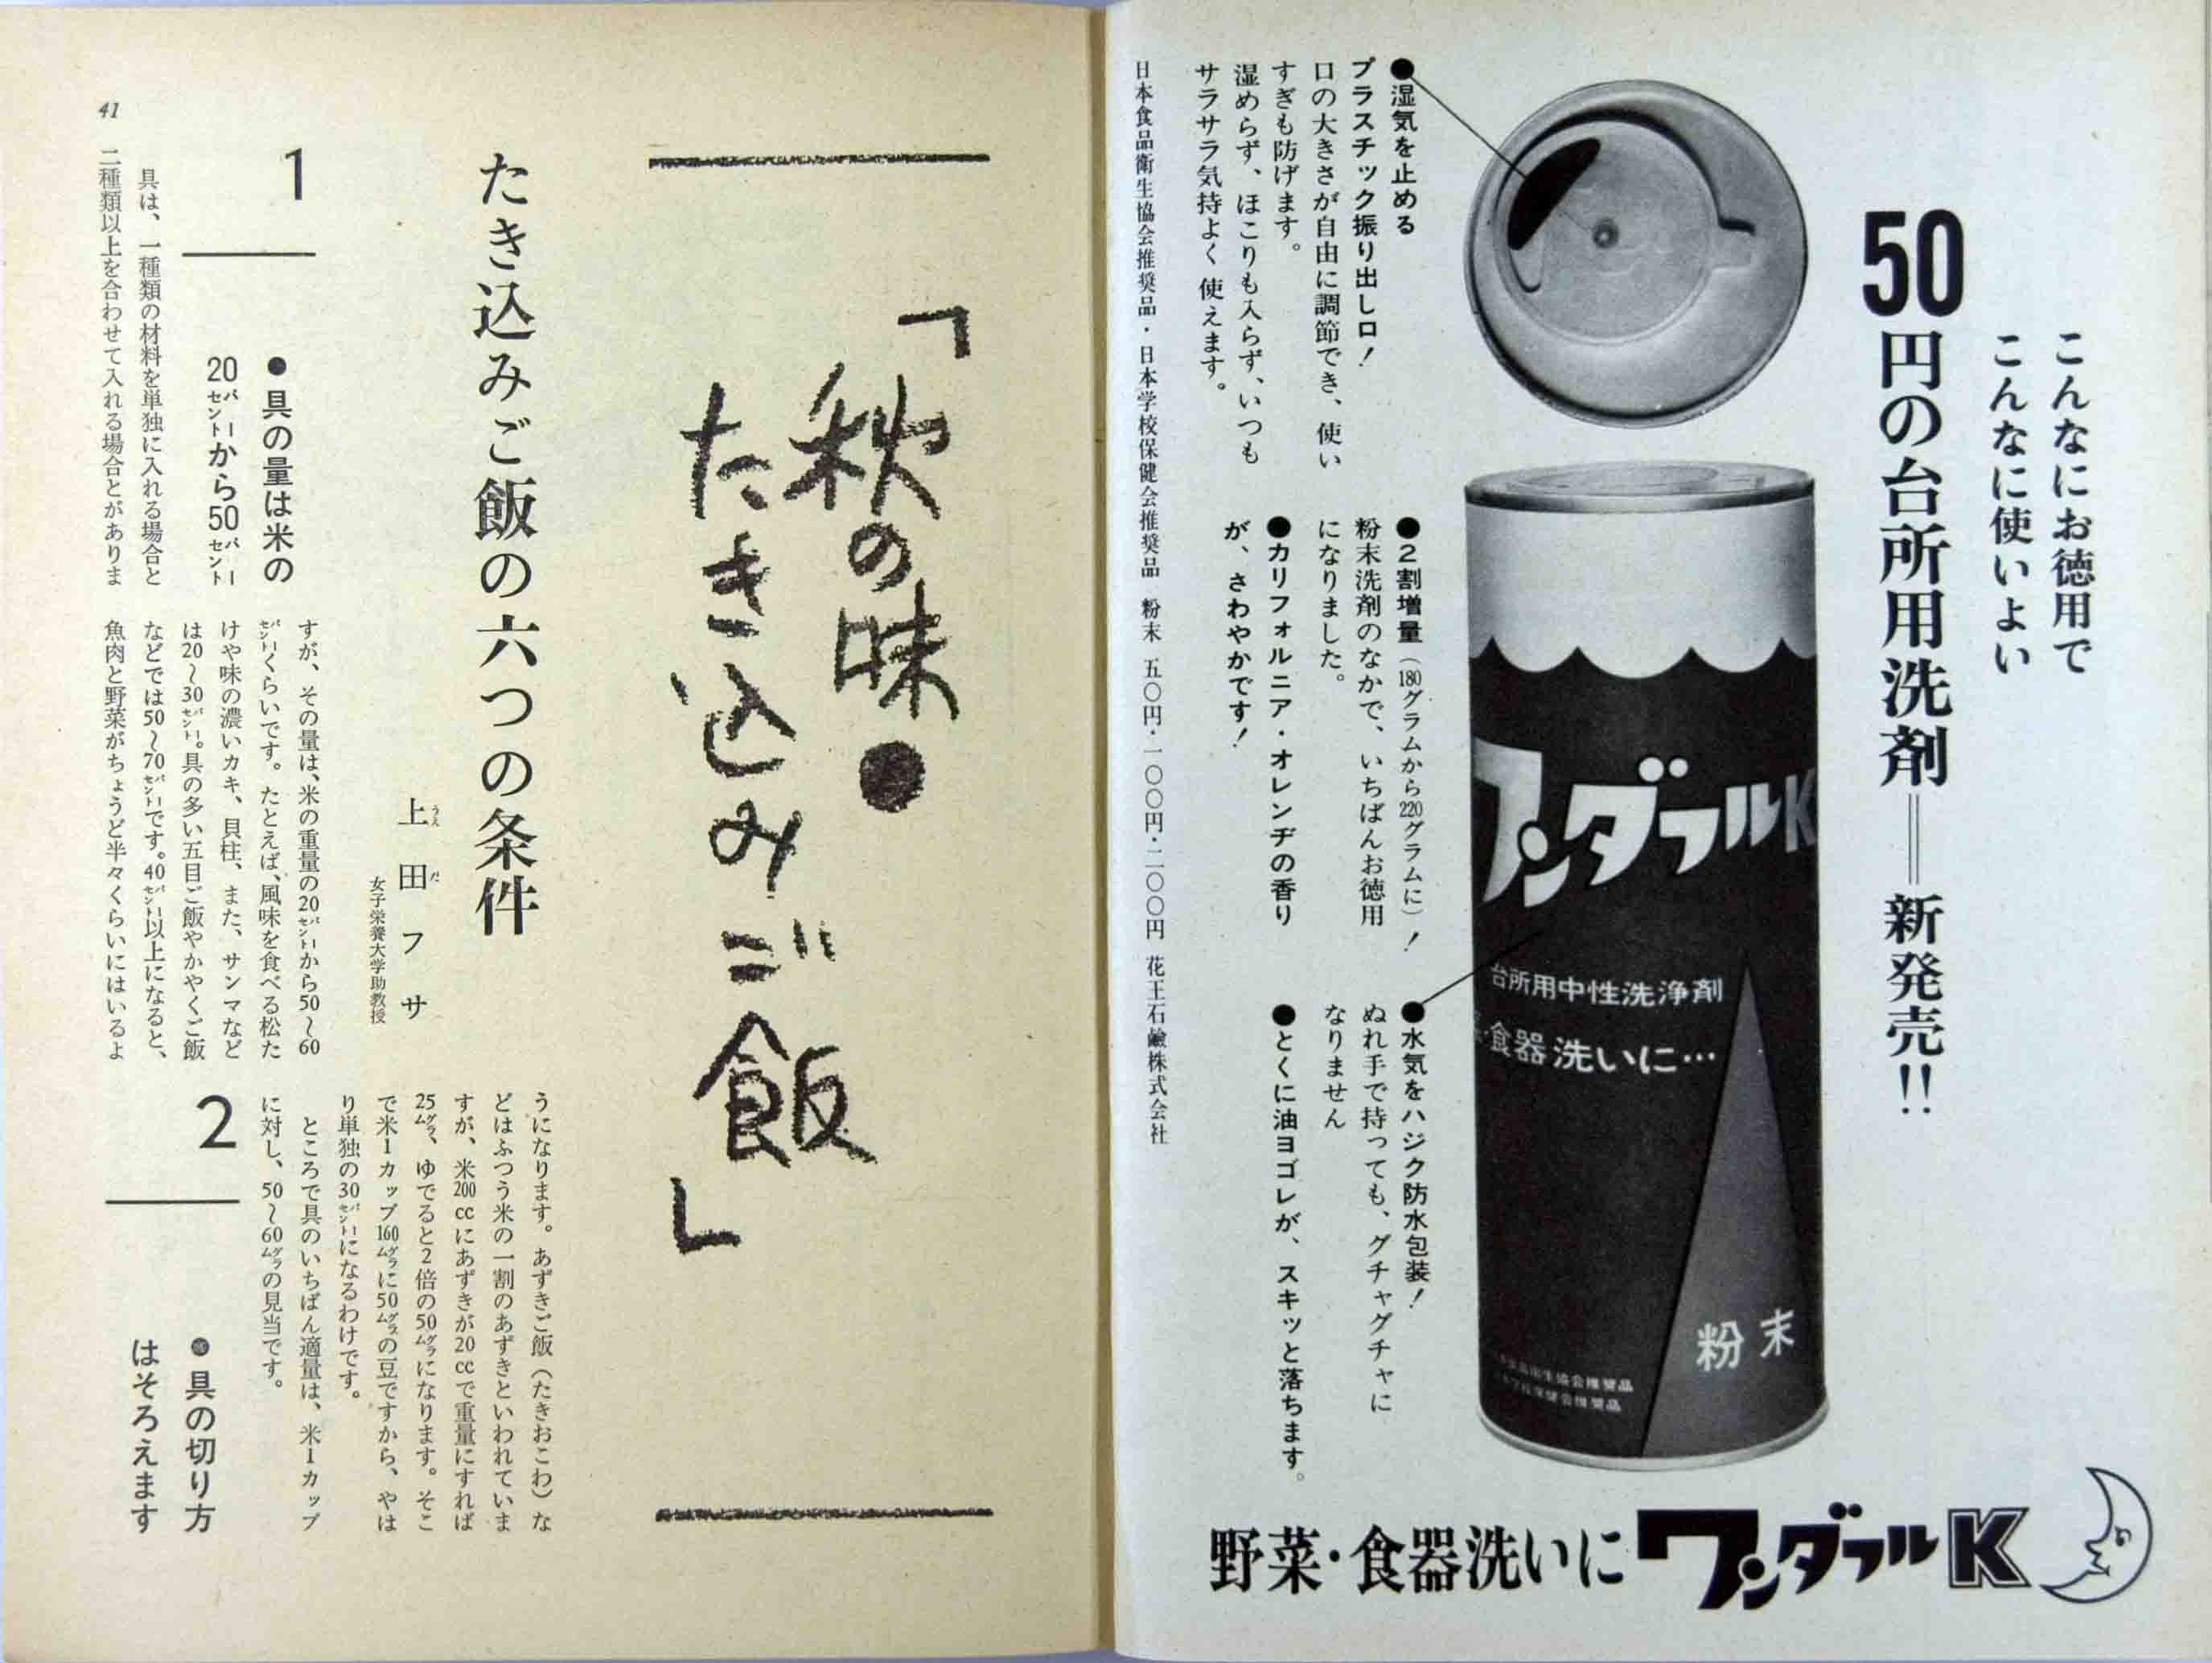 こんなにお徳用で
こんなに使いよい
50円の台所用洗剤＝新発売!!
ワンダフルK
台所用中性洗浄剤
食器洗いに…
粉末
●湿気を止める
プラスチック振り出し口！
口の大きさが自由に調節でき、使い
すぎも防げます。
湿めらず、ほこりも入らず、いつも
サラサラ気持よく使えます。
●2割増量（180グラムから220グラムに）！
粉末洗剤のなかで、いちばんお徳用
になりました。
●カリフォルニア・オレンヂの香り
が、さわやかです！
●水気をハジク防水包装！
ぬれ手で持っても、グチャグチャに
なりません
●とくに油ヨゴレが、スキッと落ちます。
日本食品衛生協会推奨品・日本学校保健会推奨品 粉末 五〇円・一〇〇円・二〇〇円 花王石鹼株式会社
野菜・食器洗いにワンダフルK
「秋の味●
たき込みご飯」
たき込みご飯の六つの条件
上田フサ
うえだ
女子栄養大学助教授
1
●具の量は米の
20パーセントから50パーセント
具は、一種類の材料を単独に入れる場合と
二種類以上を合わせて入れる場合とがありま
すが、その量は、米の重量の20パーセントから50〜60
パーセントくらいです。たとえば、風味を食べる松た
けや味の濃いカキ、貝柱、また、サンマなど
は20〜30パーセント。具の多い五目ご飯やかやくご飯
などでは50〜70パーセントです。40パーセント以上になると、
魚肉と野菜がちょうど半々くらいにはいるよ
うになります。あずきご飯（たきおこわ）な
どはふつう米の一割のあずきといわれていま
すが、米200ccにあずきが20ccで重量にすれば
25グラム、ゆでると2倍の50グラムになります。そこ
で米1カップ160グラムに50グラムの豆ですから、やは
り単独の30パーセントになるわけです。
ところで具のいちばん適量は、米1カップ
に対し、50〜60グラムの見当です。
2
●具の切り方
はそろえます
41